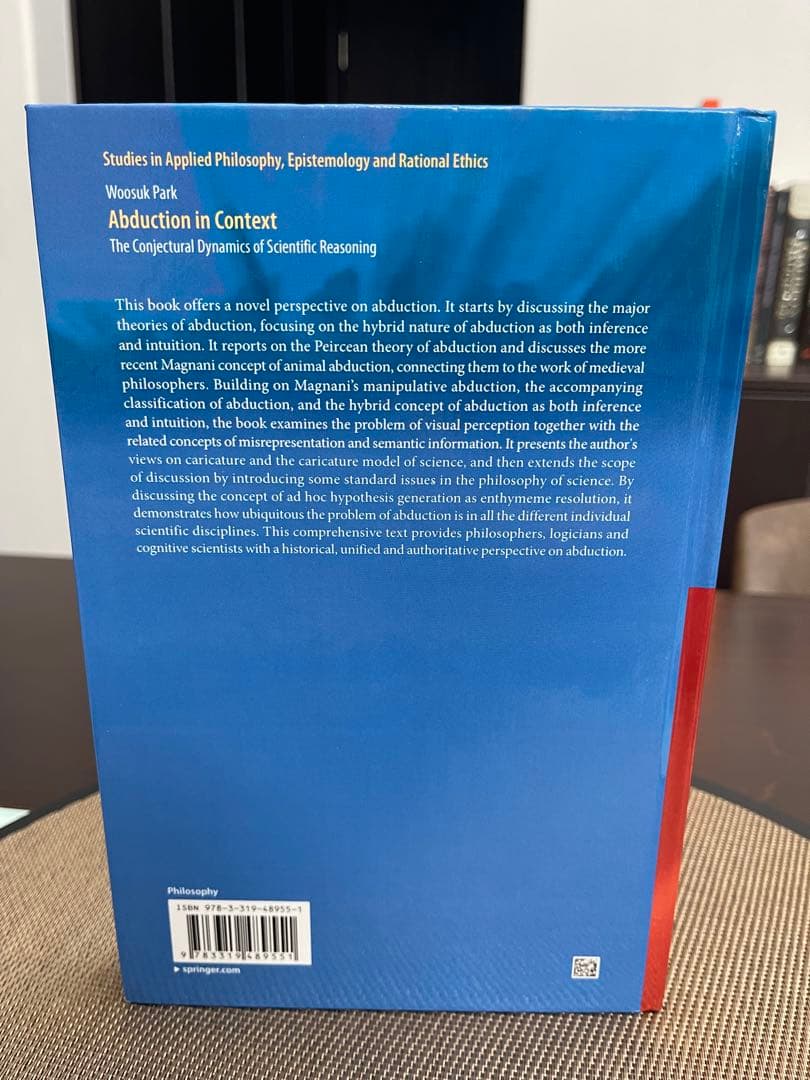 Studies in Applied Philosophy, Epistemology and Rational Ethics
Woosuk Park
Abduction in Context
The Conjectural Dynamics of Scientific Reasoning
This book offers a novel perspective on abduction. It starts by discussing the major
theories of abduction, focusing on the hybrid nature of abduction as both inference
and intuition. It reports on the Peircean theory of abduction and discusses the more
recent Magnani concept of animal abduction, connecting them to the work of medieval
philosophers. Building on Magnani's manipulative abduction, the accompanying
classification of abduction, and the hybrid concept of abduction as both inference
and intuition, the book examines the problem of visual perception together with the
related concepts of misrepresentation and semantic information. It presents the author's
views on caricature and the caricature model of science, and then extends the scope
of discussion by introducing some standard issues in the philosophy of science. By
discussing the concept of ad hoc hypothesis generation as enthymeme resolution, it
demonstrates how ubiquitous the problem of abduction is in all the different individual
scientific disciplines. This comprehensive text provides philosophers, logicians and
cognitive scientists with a historical, unified and authoritative perspective on abduction.
Philosophy
ISBN 978-3-319-48955-1
9 783319 489551
▶ springer.com